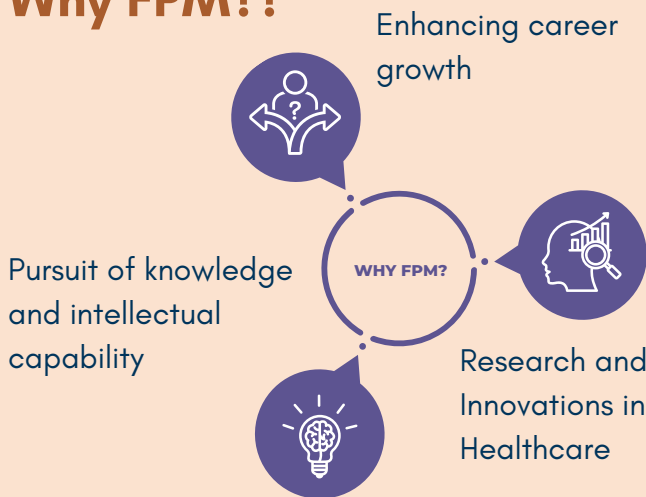 Why FPM??
Enhancing career
growth
?
WHY FPM?
Pursuit of knowledge
and intellectual
capability
Research and
Innovations in
Healthcare